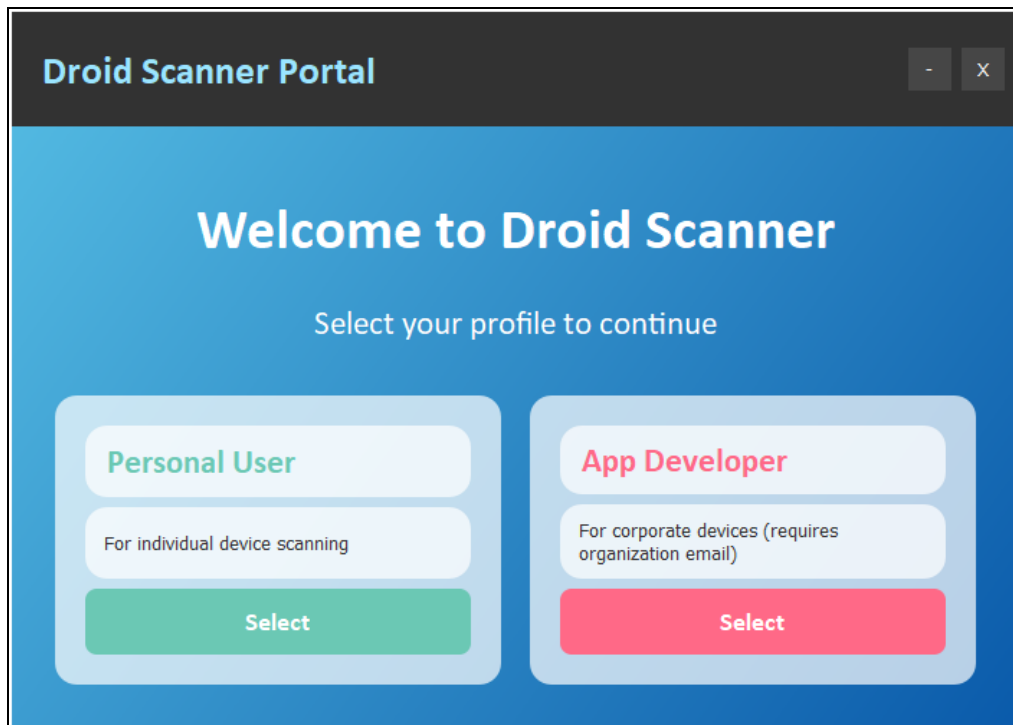 Droid Scanner Portal
-
X
Welcome to Droid Scanner
Select your profile to continue
Personal User
For individual device scanning
Select
App Developer
For corporate devices (requires
organization email)
Select